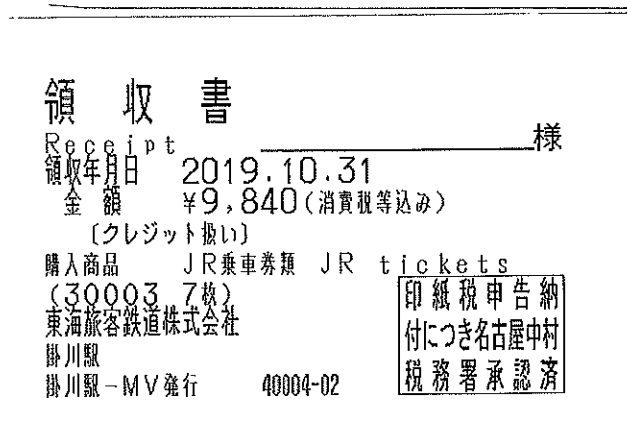 領収書
Receipt 様
領収年月日 2019.10.31
金額 ¥9,840(消費税等込み)
(クレジット扱い)
購入商品 JR乗車券類 JR tickets
(30003 7枚)
東海旅客鉄道株式会社
掛川駅
掛川駅-MV発行 40004-02
印紙税申告納
付につき名古屋中村
税務署承認済